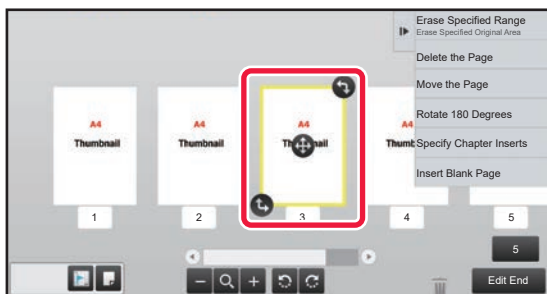 Erase Specified Range
Erase Specified Original Area
Delete the Page
Move the Page
Rotate 180 Degrees
Specify Chapter Inserts
Insert Blank Page
A4
Thumbnail
A4
Thumbnail
A4
A4
1
2
3
4
5
5
Edit End